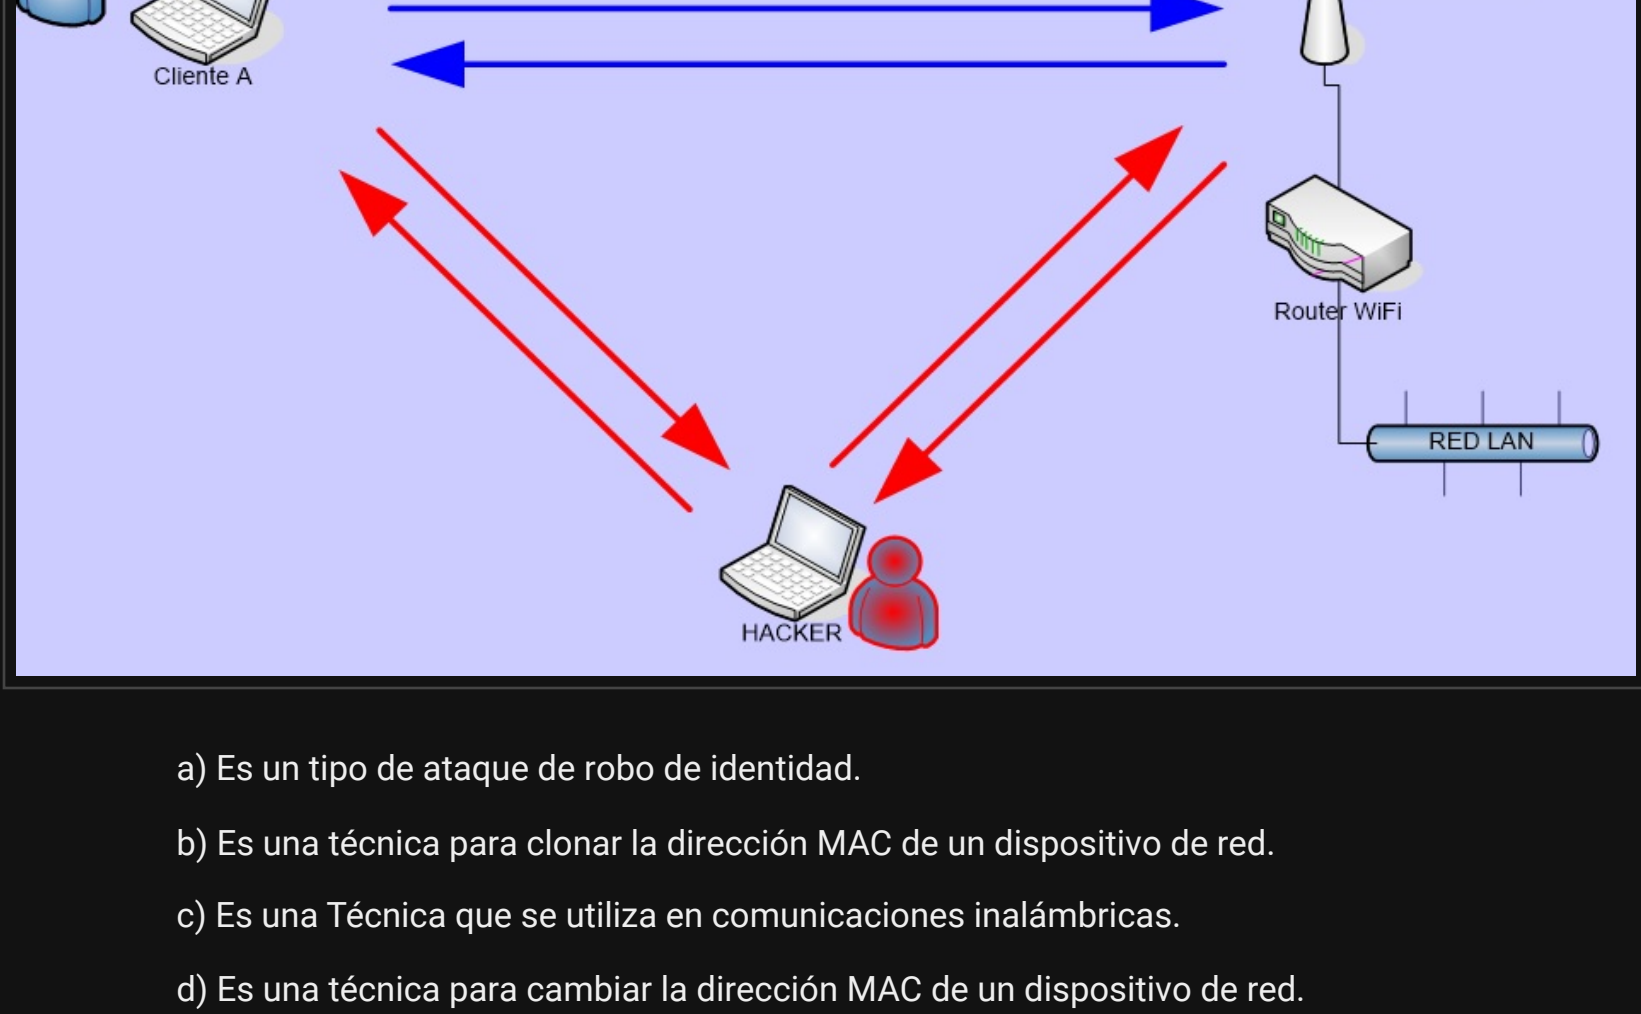 Cliente A
Router WiFi
RED LAN
HACKER
a) Es un tipo de ataque de robo de identidad.
b) Es una técnica para clonar la dirección MAC de un dispositivo de red.
c) Es una Técnica que se utiliza en comunicaciones inalámbricas.
d) Es una técnica para cambiar la dirección MAC de un dispositivo de red.